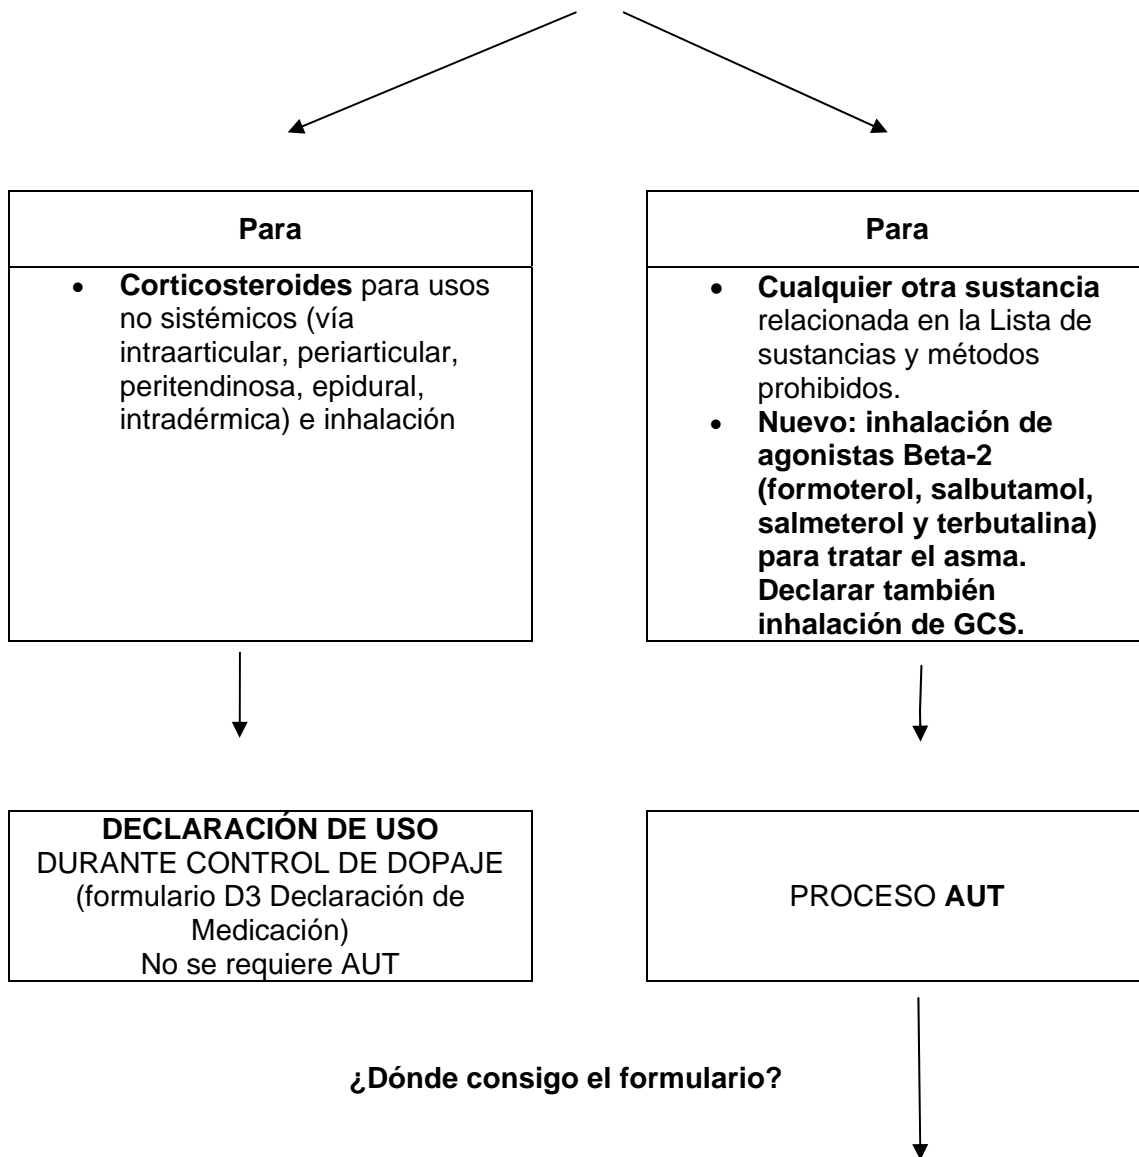 Para
• Corticosteroides para usos
no sistémicos (vía
intraarticular, periarticular,
peritendinosa, epidural,
intradérmica) e inhalación
Para
• Cualquier otra sustancia
relacionada en la Lista de
sustancias y métodos
prohibidos.
• Nuevo: inhalación de
agonistas Beta-2
(formoterol, salbutamol,
salmeterol y terbutalina)
para tratar el asma.
Declarar también
inhalación de GCS.
DECLARACIÓN DE USO
DURANTE CONTROL DE DOPAJE
(formulario D3 Declaración de
Medicación)
No se requiere AUT
PROCESO AUT
¿Dónde consigo el formulario?